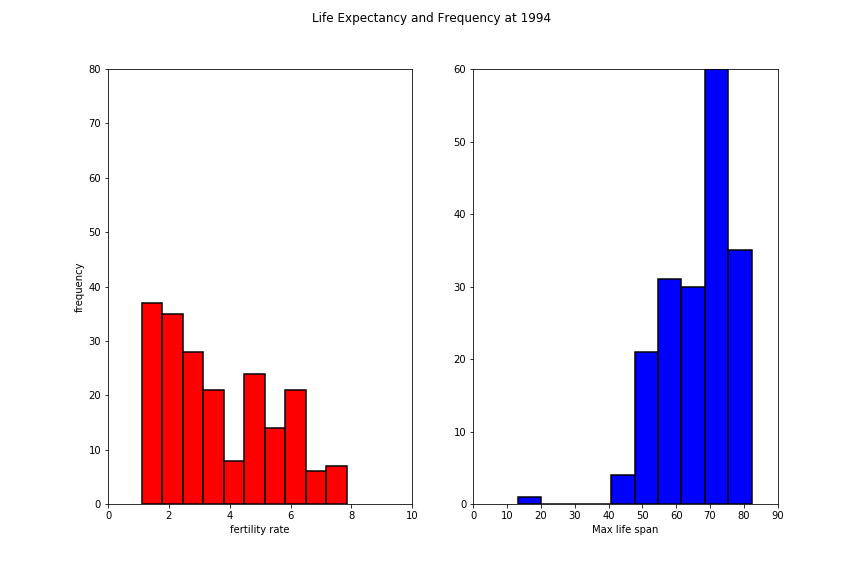 Life Expectancy and Frequency at 1994
80
70
60
50
40
30
20
10
0
frequency
0 2 4 6 8 10
fertility rate
60
50
40
30
20
10
0
0 10 20 30 40 50 60 70 80 90
Max life span